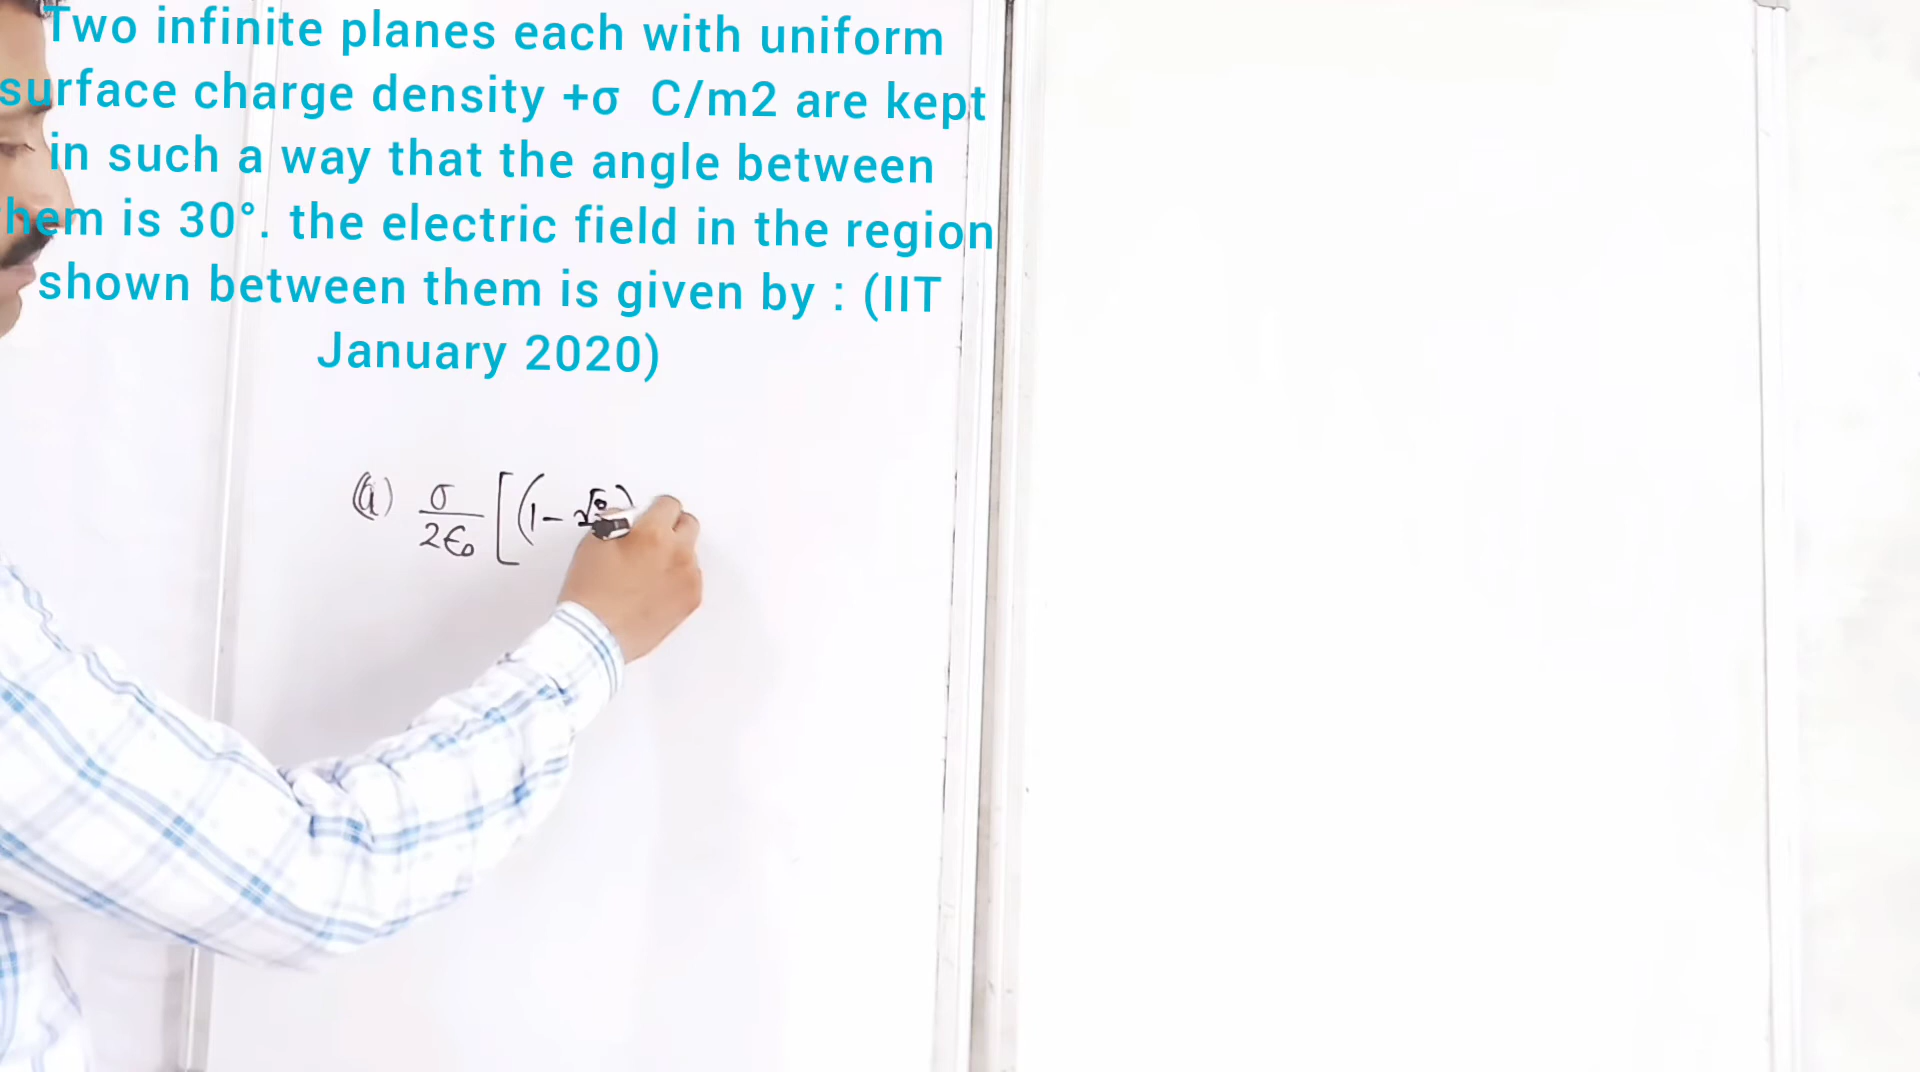 Two infinite planes each with uniform
surface charge density +σ C/m2 are kept
in such a way that the angle between
hem is 30°. the electric field in the region
shown between them is given by : (IIT
January 2020)
(a) σ/2ϵ₀ [(1 - √